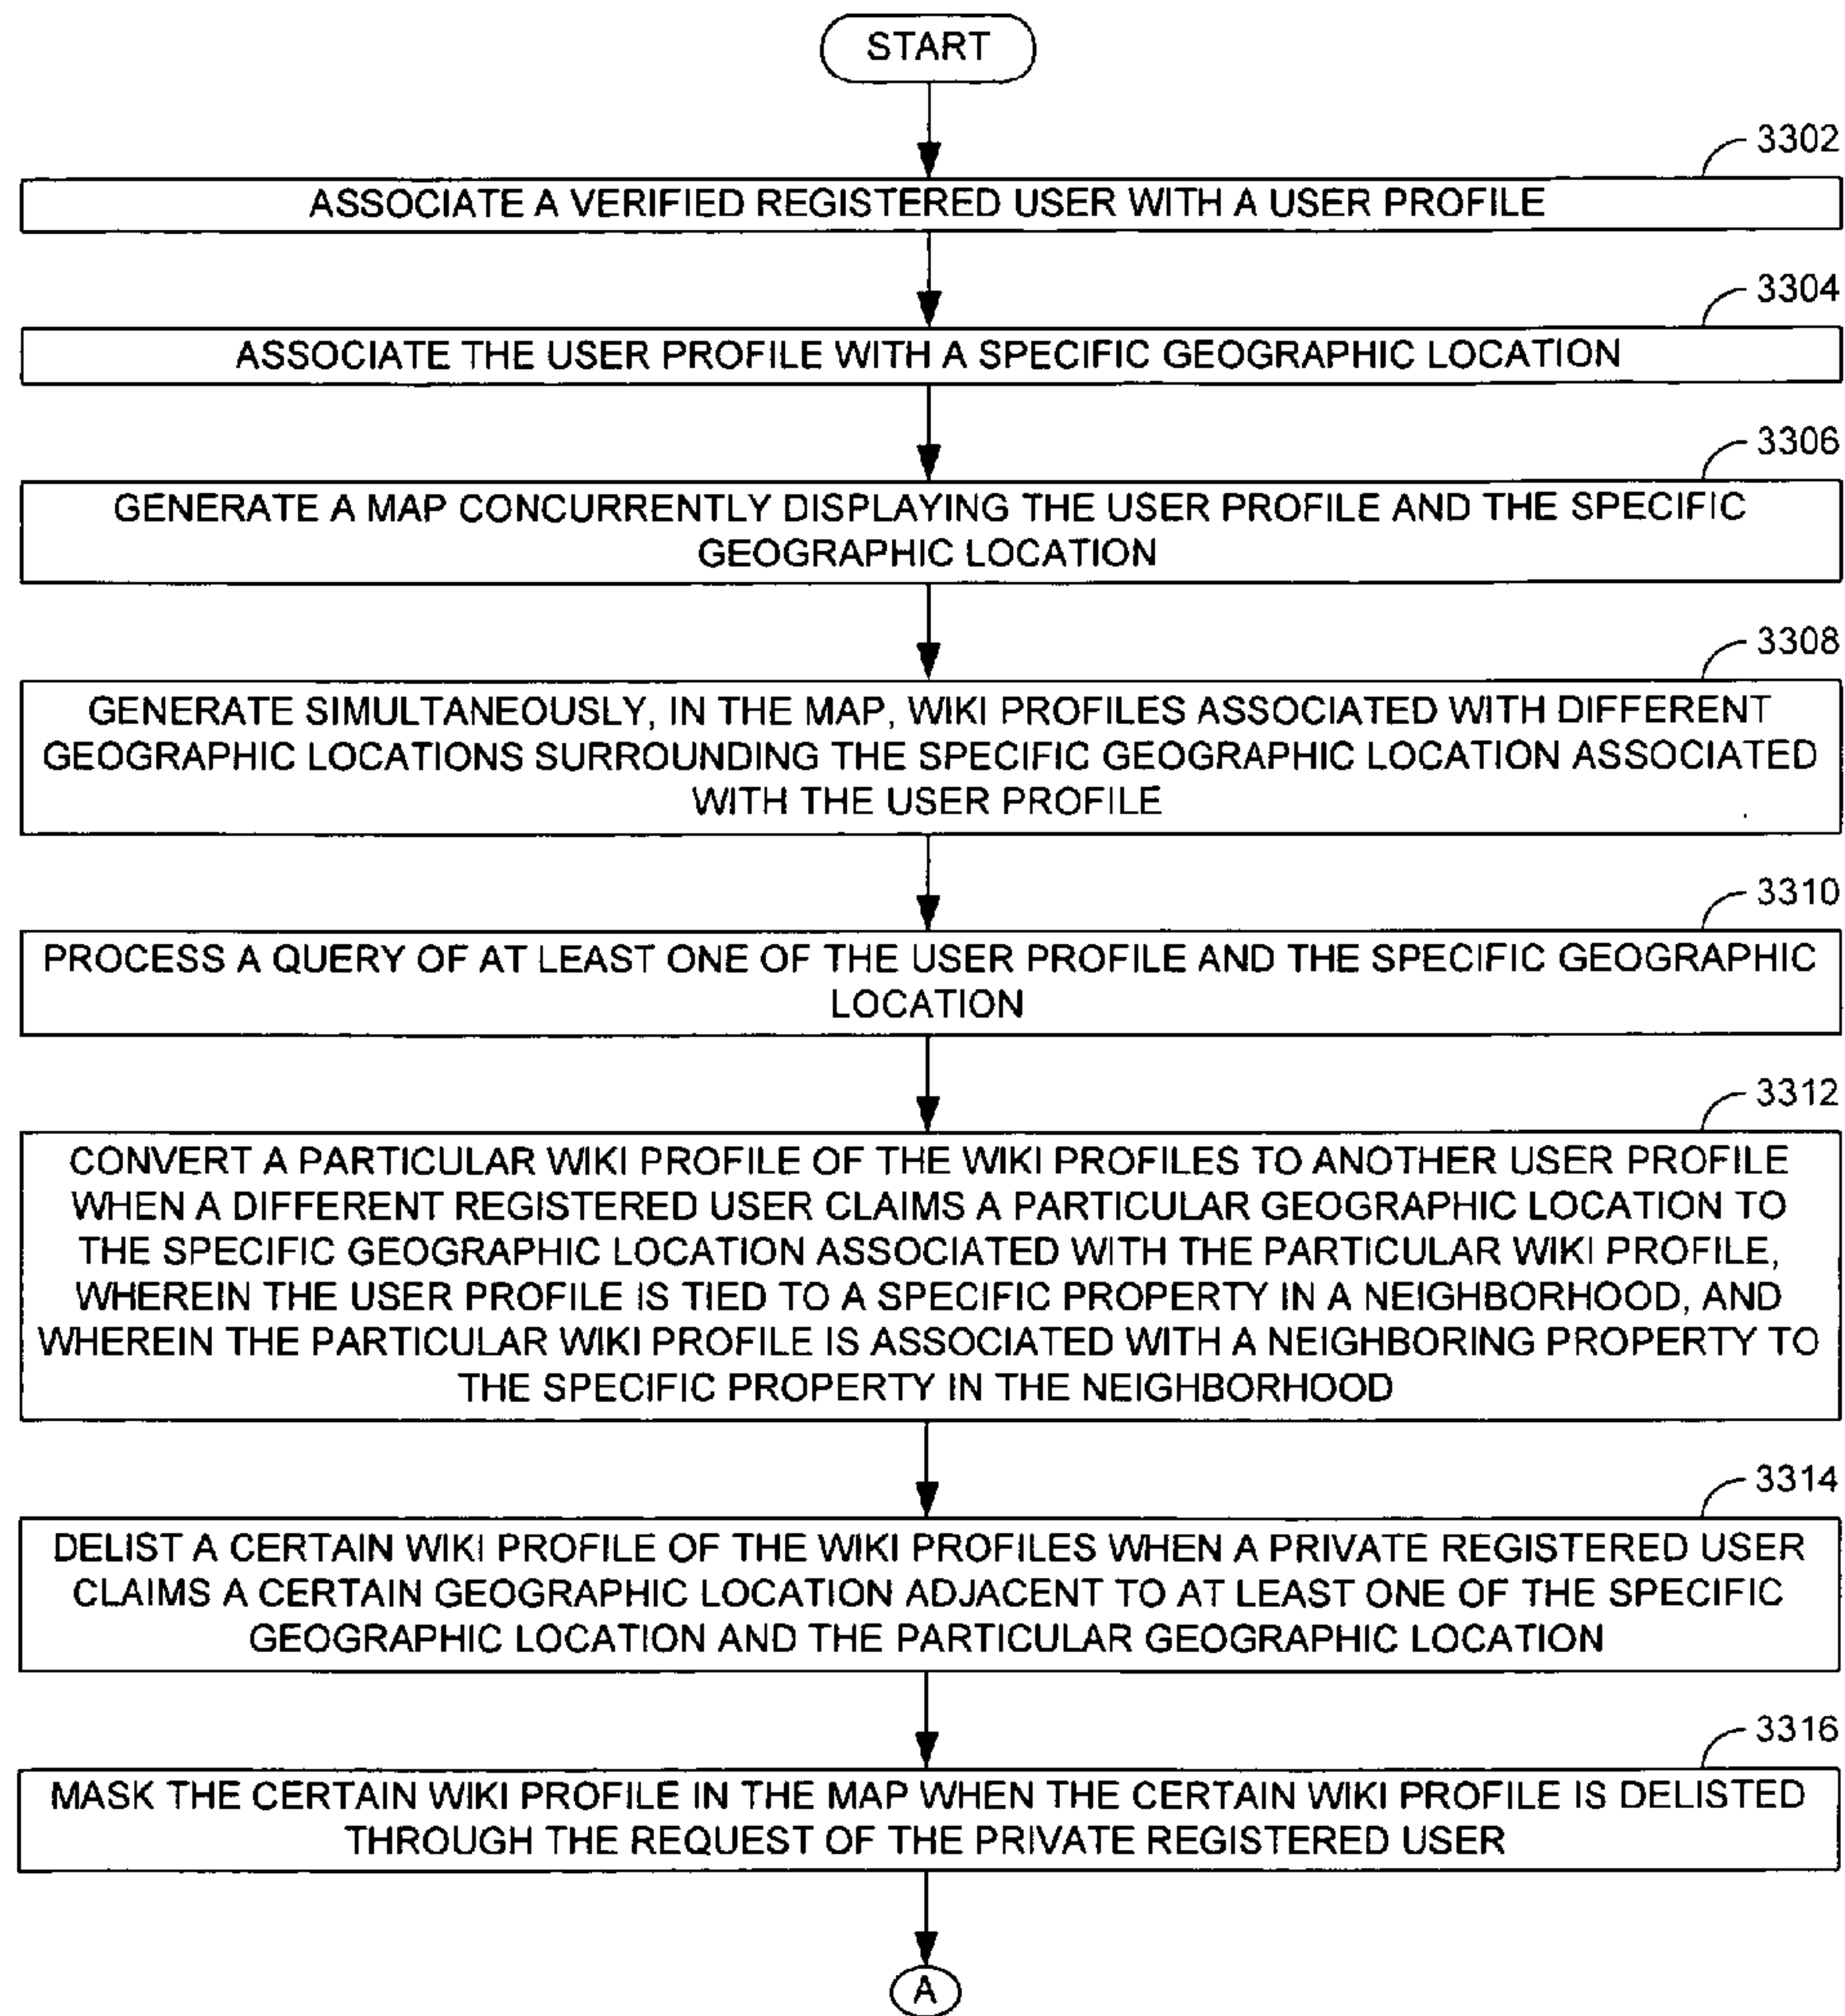 START
3302
ASSOCIATE A VERIFIED REGISTERED USER WITH A USER PROFILE
3304
ASSOCIATE THE USER PROFILE WITH A SPECIFIC GEOGRAPHIC LOCATION
3306
GENERATE A MAP CONCURRENTLY DISPLAYING THE USER PROFILE AND THE SPECIFIC
GEOGRAPHIC LOCATION
3308
GENERATE SIMULTANEOUSLY, IN THE MAP, WIKI PROFILES ASSOCIATED WITH DIFFERENT
GEOGRAPHIC LOCATIONS SURROUNDING THE SPECIFIC GEOGRAPHIC LOCATION ASSOCIATED
WITH THE USER PROFILE
3310
PROCESS A QUERY OF AT LEAST ONE OF THE USER PROFILE AND THE SPECIFIC GEOGRAPHIC
LOCATION
3312
CONVERT A PARTICULAR WIKI PROFILE OF THE WIKI PROFILES TO ANOTHER USER PROFILE
WHEN A DIFFERENT REGISTERED USER CLAIMS A PARTICULAR GEOGRAPHIC LOCATION TO
THE SPECIFIC GEOGRAPHIC LOCATION ASSOCIATED WITH THE PARTICULAR WIKI PROFILE,
WHEREIN THE USER PROFILE IS TIED TO A SPECIFIC PROPERTY IN A NEIGHBORHOOD, AND
WHEREIN THE PARTICULAR WIKI PROFILE IS ASSOCIATED WITH A NEIGHBORING PROPERTY TO
THE SPECIFIC PROPERTY IN THE NEIGHBORHOOD
3314
DELIST A CERTAIN WIKI PROFILE OF THE WIKI PROFILES WHEN A PRIVATE REGISTERED USER
CLAIMS A CERTAIN GEOGRAPHIC LOCATION ADJACENT TO AT LEAST ONE OF THE SPECIFIC
GEOGRAPHIC LOCATION AND THE PARTICULAR GEOGRAPHIC LOCATION
3316
MASK THE CERTAIN WIKI PROFILE IN THE MAP WHEN THE CERTAIN WIKI PROFILE IS DELISTED
THROUGH THE REQUEST OF THE PRIVATE REGISTERED USER
A